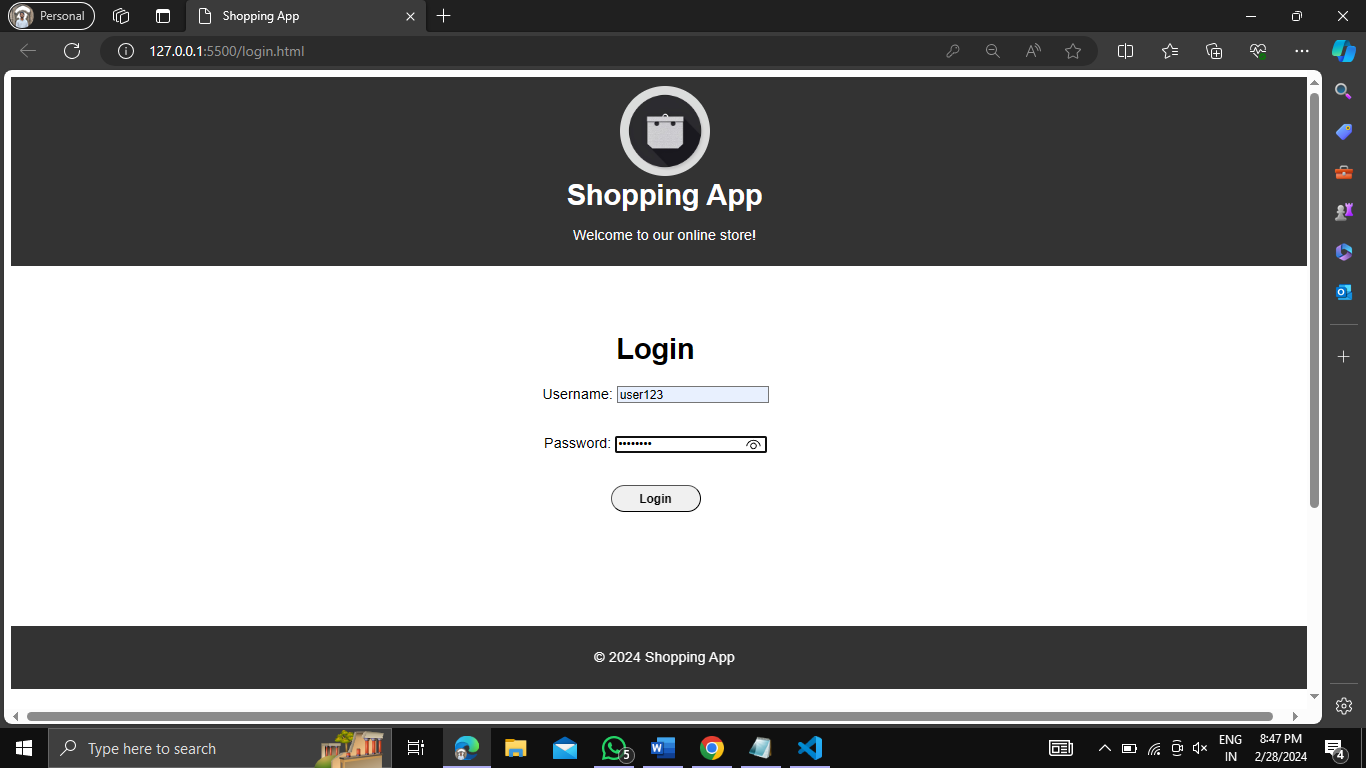 Personal
Shopping App
127.0.0.1:5500/login.html
Shopping App
Welcome to our online store!
Login
Username: user123
Password: ••••••••
Login
© 2024 Shopping App
Type here to search
5
ENG
IN
8:47 PM
2/28/2024
4